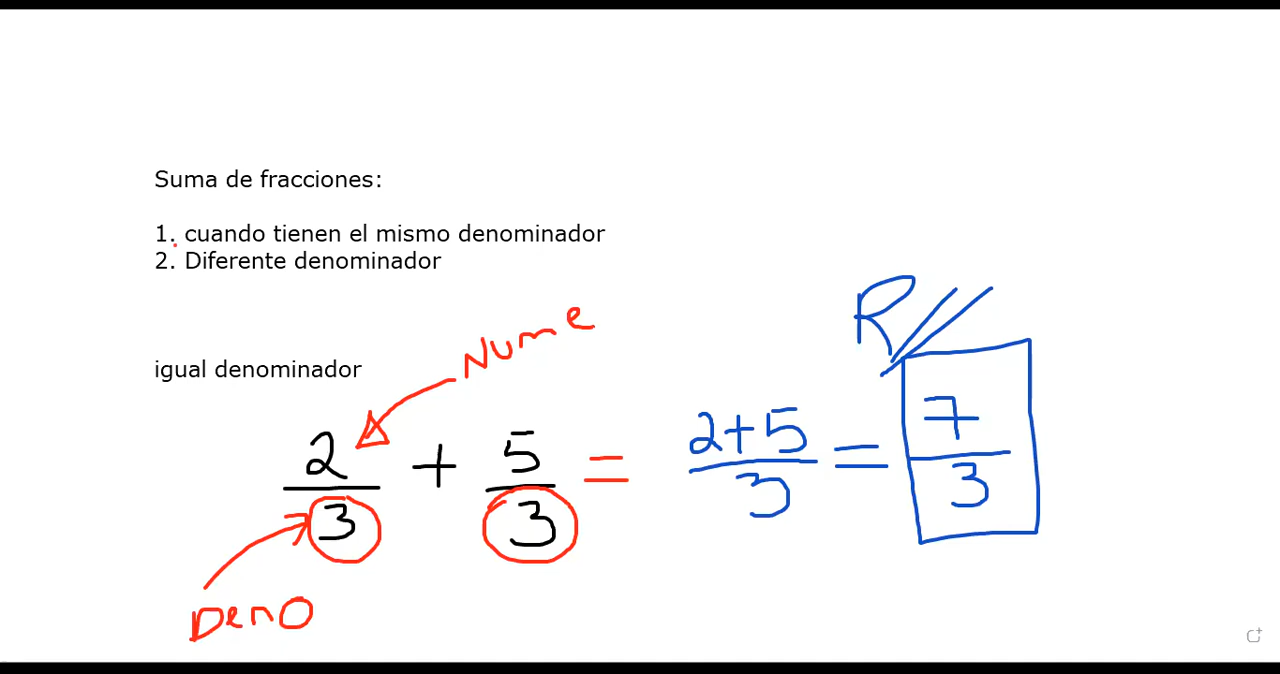 Suma de fracciones:
1. cuando tienen el mismo denominador
2. Diferente denominador
igual denominador
Nume
2/3 + 5/3 = (2+5)/3 = 7/3
R//
Deno